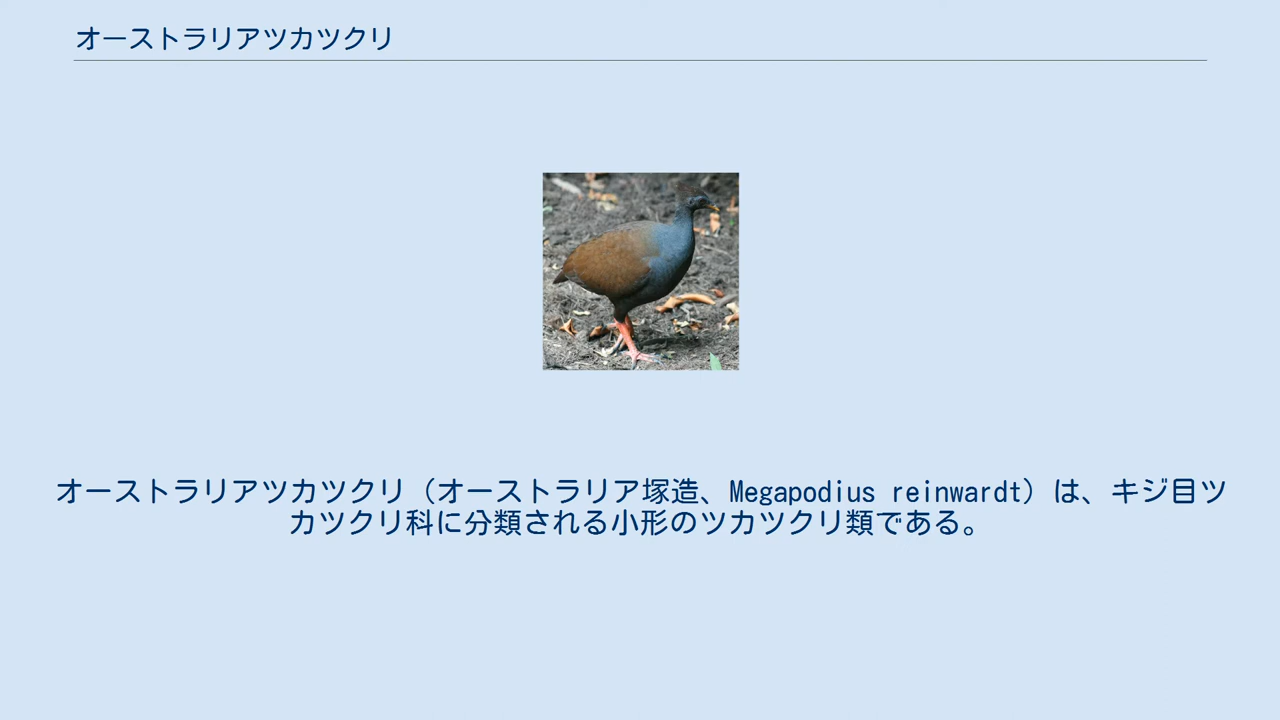 オーストラリアツカツクリ
オーストラリアツカツクリ（オーストラリア塚造、Megapodius reinwardt）は、キジ目ツ
カツクリ科に分類される小形のツカツクリ類である。